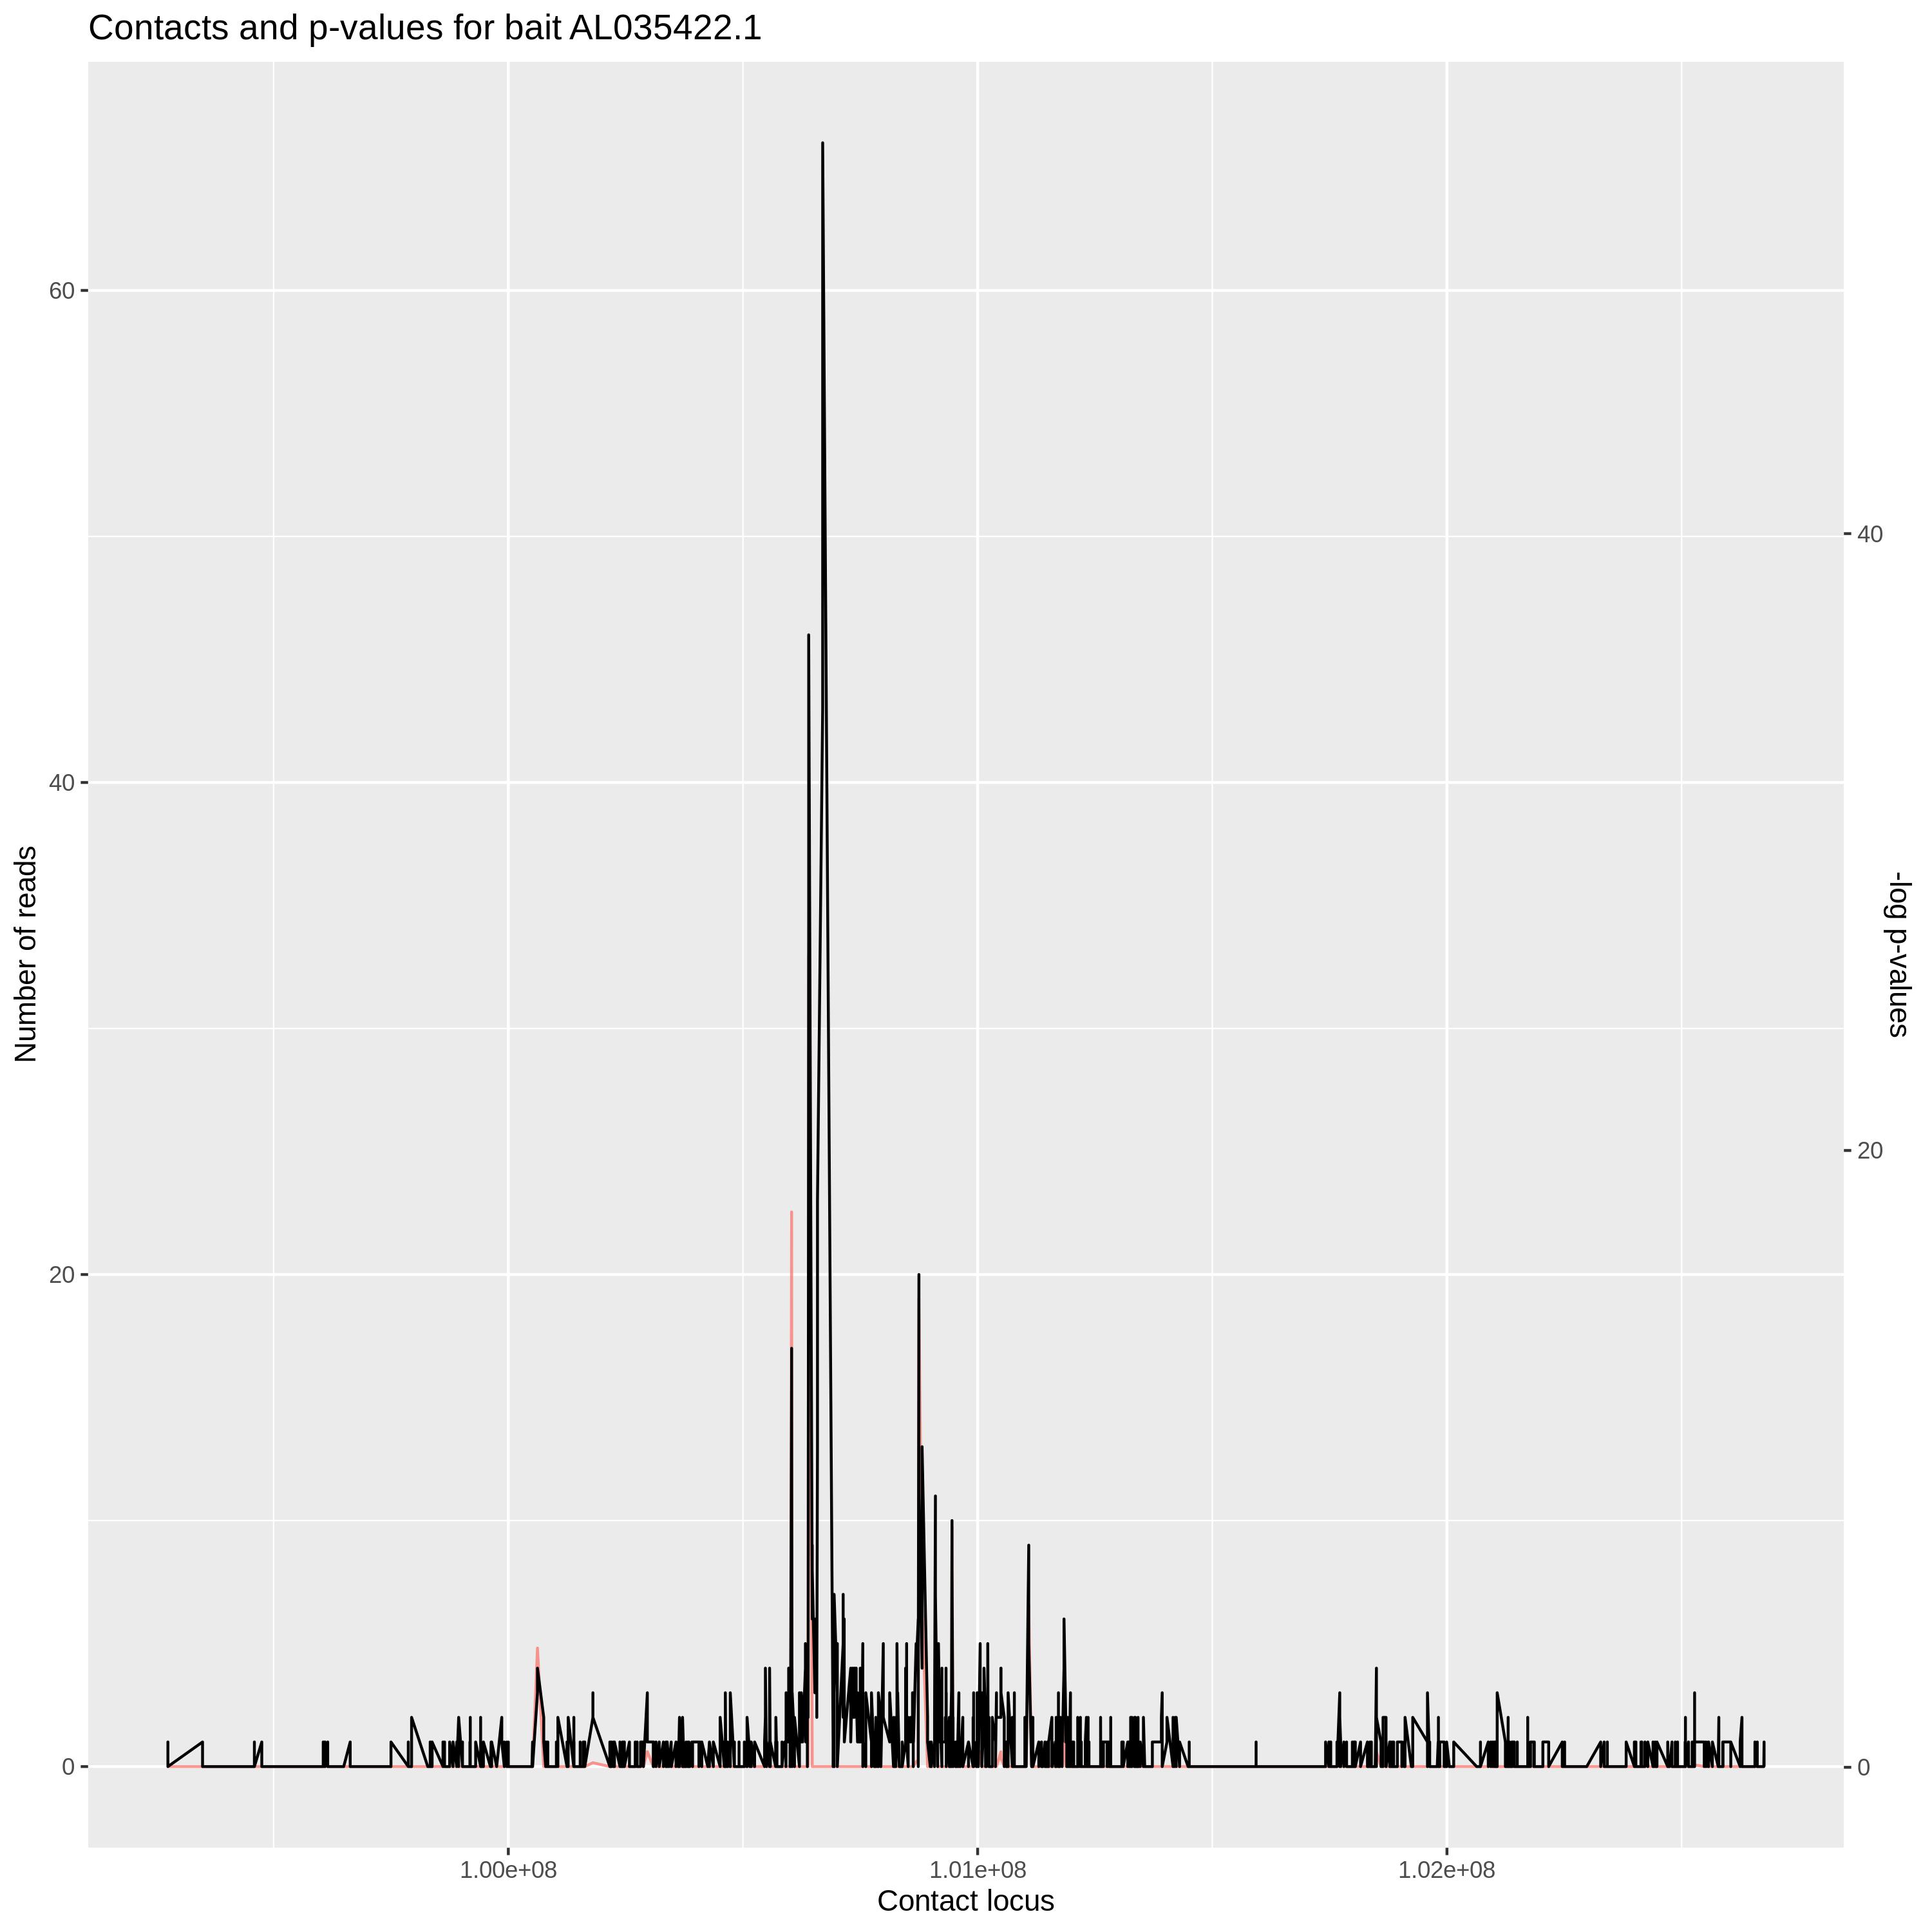 Contacts and p-values for bait AL035422.1
60
40
20
0
Number of reads
40
20
0
-log p-values
1.00e+08
1.01e+08
1.02e+08
Contact locus